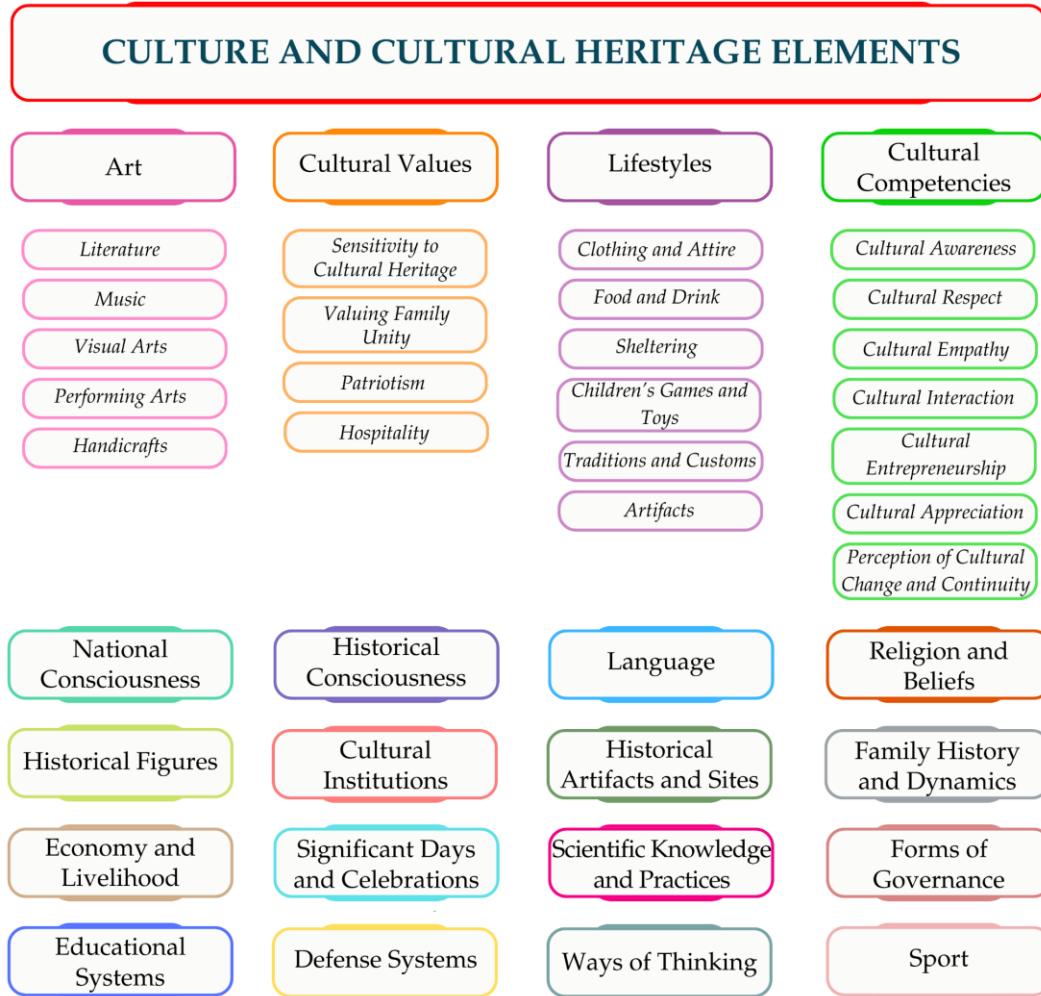 CULTURE AND CULTURAL HERITAGE ELEMENTS
Art
Literature
Music
Visual Arts
Performing Arts
Handicrafts
Cultural Values
Sensitivity to
Cultural Heritage
Valuing Family
Unity
Patriotism
Hospitality
Lifestyles
Clothing and Attire
Food and Drink
Sheltering
Children's Games and
Toys
Traditions and Customs
Artifacts
Cultural
Competencies
Cultural Awareness
Cultural Respect
Cultural Empathy
Cultural Interaction
Cultural
Entrepreneurship
Cultural Appreciation
Perception of Cultural
Change and Continuity
National
Consciousness
Historical
Consciousness
Language
Religion and
Beliefs
Historical Figures
Cultural
Institutions
Historical
Artifacts and Sites
Family History
and Dynamics
Economy and
Livelihood
Significant Days
and Celebrations
Scientific Knowledge
and Practices
Forms of
Governance
Educational
Systems
Defense Systems
Ways of Thinking
Sport